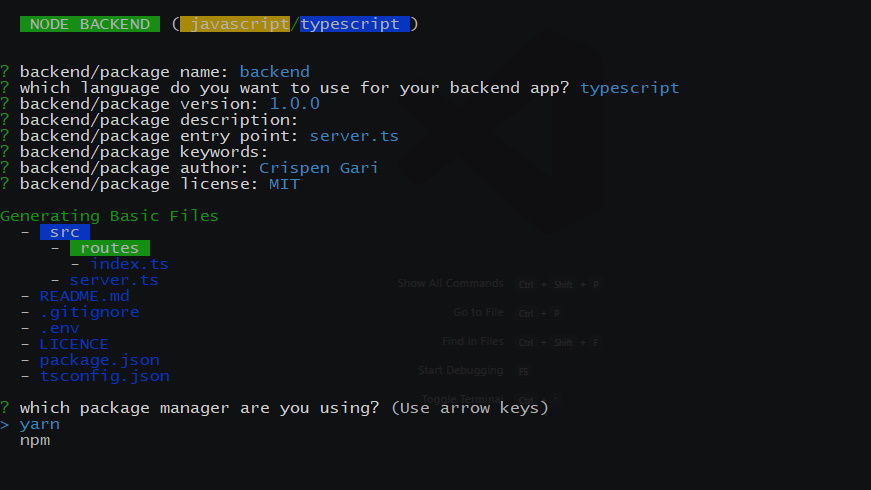 NODE BACKEND ( javascript/typescript )
? backend/package name: backend
? which language do you want to use for your backend app? typescript
? backend/package version: 1.0.0
? backend/package description:
? backend/package entry point: server.ts
? backend/package keywords:
? backend/package author: Crispen Gari
? backend/package license: MIT
Generating Basic Files
- src
- routes
- index.ts
- server.ts
- README.md
- .gitignore
- .env
- LICENCE
- package.json
- tsconfig.json
Show All Commands Ctrl + Shift + P
Go to File Ctrl + P
Find in Files Ctrl + Shift + F
Start Debugging F5
Toggle Terminal Ctrl +
? which package manager are you using? (Use arrow keys)
> yarn
npm